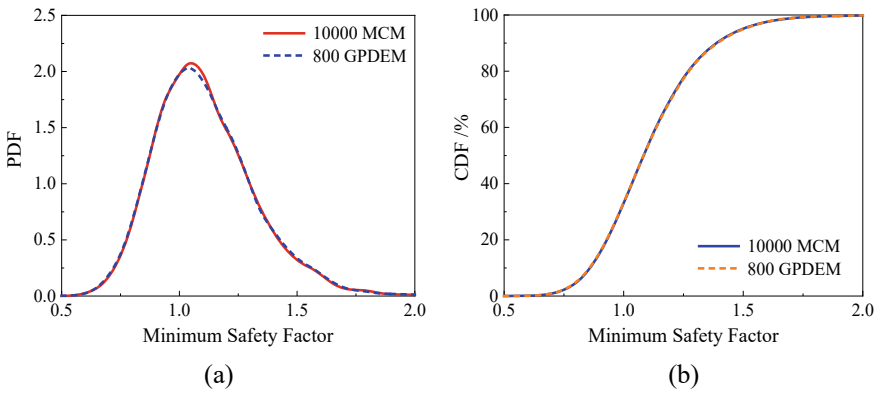 2.5
2.0
1.5
1.0
0.5
0.0
PDF
10000 MCM
800 GPDEM
0.5 1.0 1.5 2.0
Minimum Safety Factor
(a)
100
80
60
40
20
0
CDF /%
10000 MCM
800 GPDEM
0.5 1.0 1.5 2.0
Minimum Safety Factor
(b)